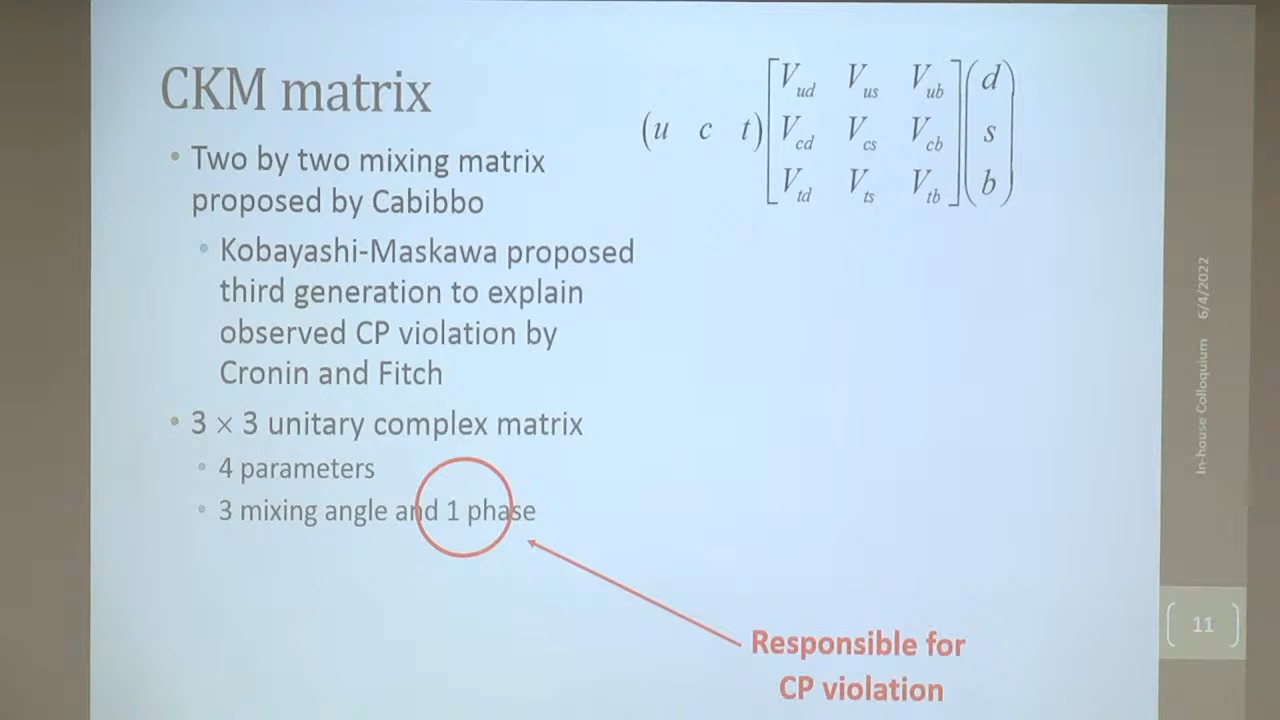 CKM matrix
(u c t) [V_ud V_us V_ub] (d)
[V_cd V_cs V_cb] (s)
[V_td V_ts V_tb] (b)
• Two by two mixing matrix
proposed by Cabibbo
• Kobayashi-Maskawa proposed
third generation to explain
observed CP violation by
Cronin and Fitch
• 3 × 3 unitary complex matrix
• 4 parameters
• 3 mixing angle and 1 phase
Responsible for
CP violation
In-house Colloquium 6/4/2022
11